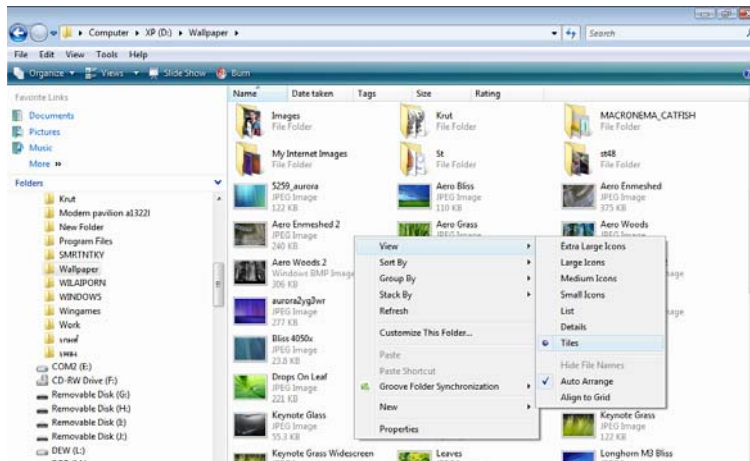 Computer ▸ XP (D:) ▸ Wallpaper ▸
Search
File Edit View Tools Help
Organize Views Slide Show Burn
Favorite Links
Documents
Pictures
Music
More »
Folders
Krut
Modem pavilion a1322l
New Folder
Program Files
SMRTNTKY
Wallpaper
WILAIPORN
WINDOWS
Wingames
Work
COM2 (E:)
CD-RW Drive (F:)
Removable Disk (G:)
Removable Disk (H:)
Removable Disk (I:)
Removable Disk (J:)
DEW (L:)
Name Date taken Tags Size Rating
Images
File Folder
Krut
File Folder
MACRONEMA_CATFISH
File Folder
My Internet Images
File Folder
St
File Folder
st48
File Folder
5259_aurora
JPEG Image
122 KB
Aero Bliss
JPEG Image
110 KB
Aero Enmeshed
JPEG Image
375 KB
Aero Enmeshed 2
JPEG Image
240 KB
Aero Grass
JPEG Image
Aero Woods
JPEG Image
Aero Woods 2
Windows BMP Image
306 KB
aurora2yg3wr
JPEG Image
277 KB
Bliss 4050x
JPEG Image
23.8 KB
Drops On Leaf
JPEG Image
221 KB
Keynote Glass
JPEG Image
55.3 KB
Keynote Grass
JPEG Image
122 KB
Keynote Grass Widescreen
Leaves
Longhorn M3 Bliss
View
Sort By
Group By
Stack By
Refresh
Customize This Folder...
Paste
Paste Shortcut
Groove Folder Synchronization
New
Properties
Extra Large Icons
Large Icons
Medium Icons
Small Icons
List
Details
Tiles
Hide File Names
Auto Arrange
Align to Grid